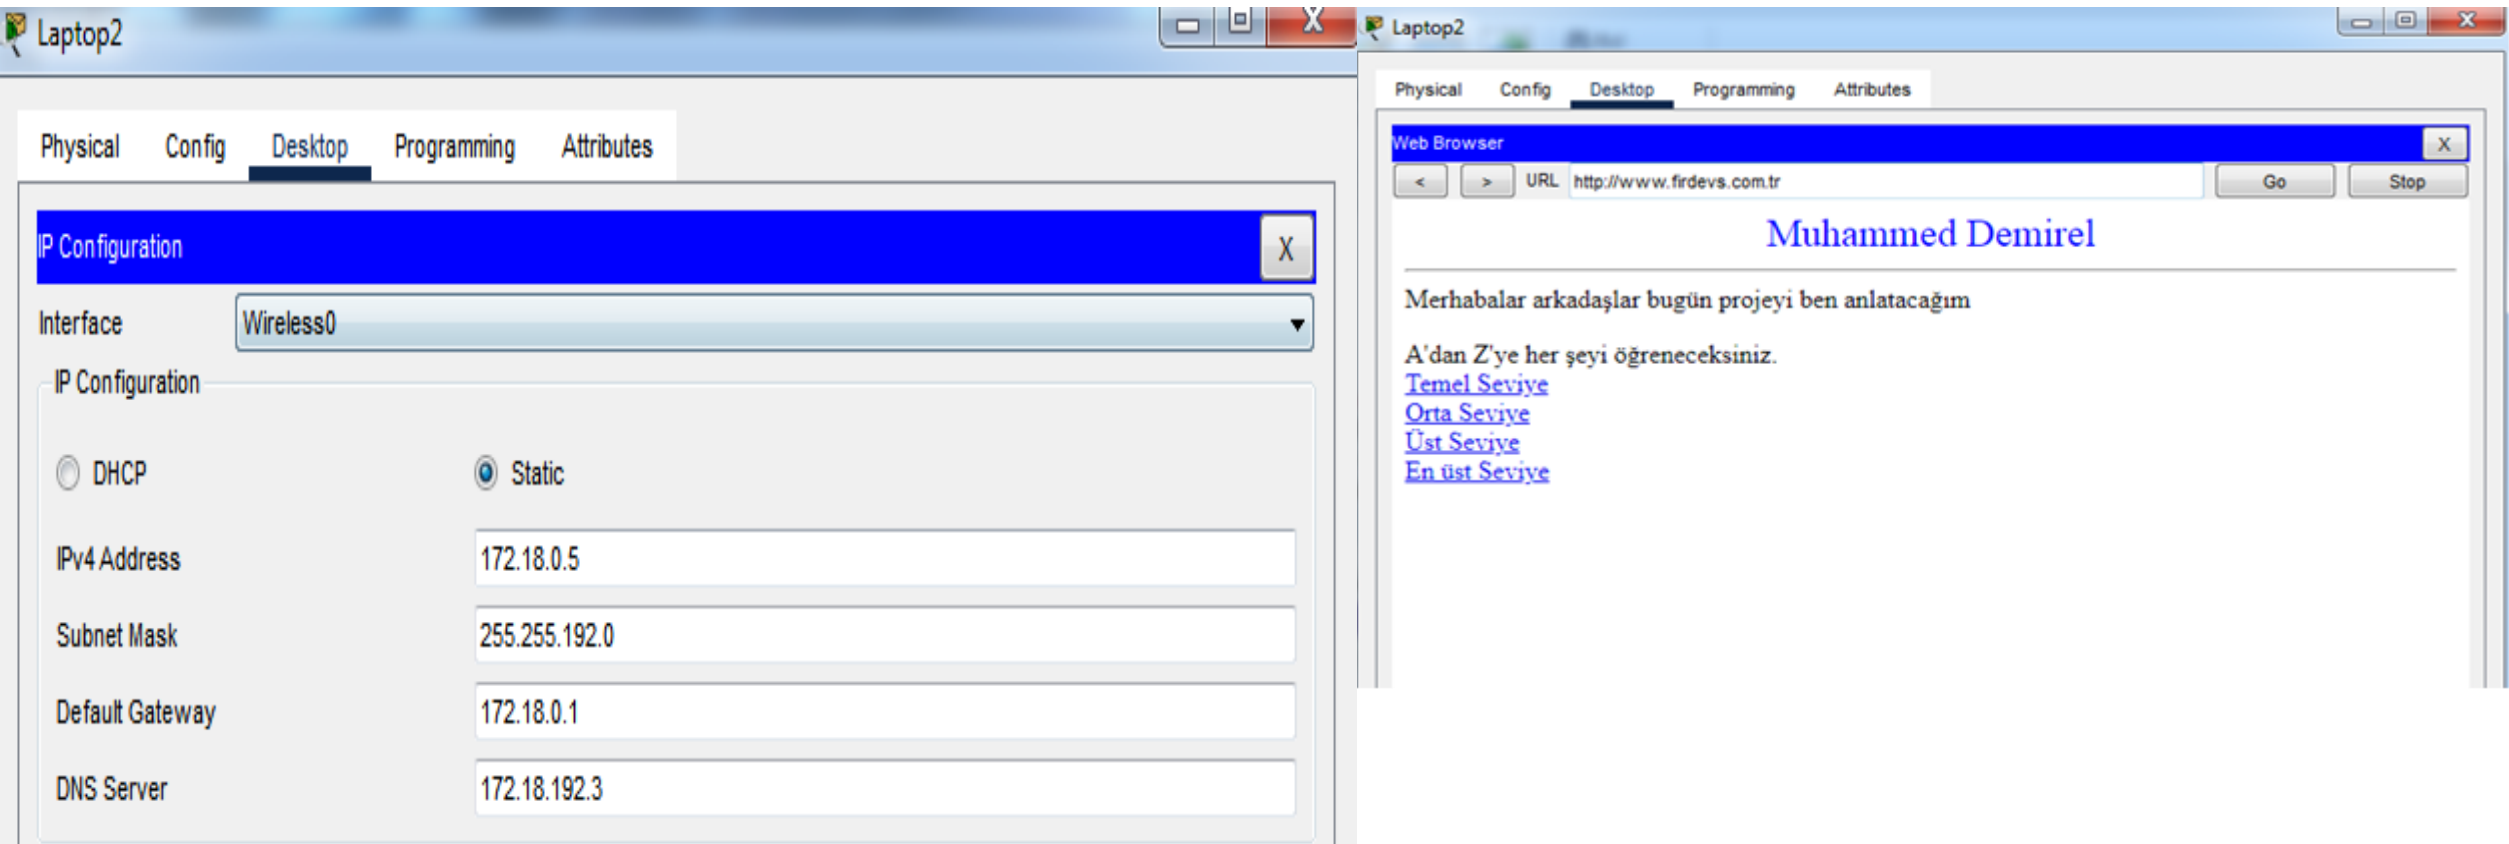 Laptop2
X
Physical Config Desktop Programming Attributes
IP Configuration X
Interface Wireless0
IP Configuration
DHCP Static
IPv4 Address 172.18.0.5
Subnet Mask 255.255.192.0
Default Gateway 172.18.0.1
DNS Server 172.18.192.3
Laptop2
X
Physical Config Desktop Programming Attributes
Web Browser X
< > URL http://www.firdevs.com.tr Go Stop
Muhammed Demirel
Merhabalar arkadaşlar bugün projeyi ben anlatacağım
A'dan Z'ye her şeyi öğreneceksiniz.
Temel Seviye
Orta Seviye
Üst Seviye
En üst Seviye